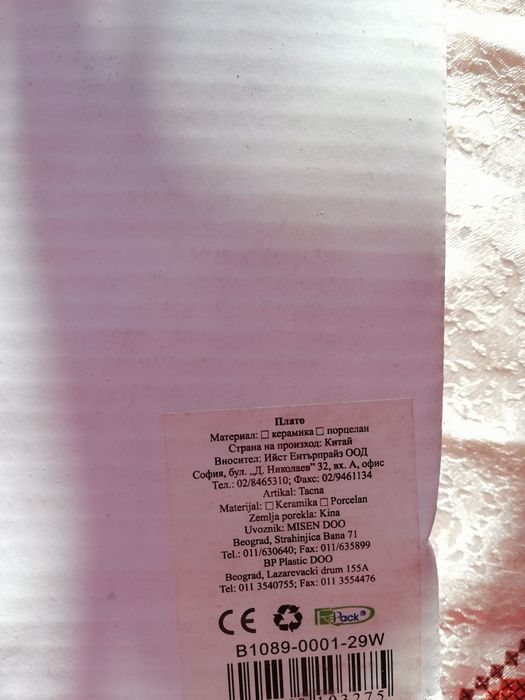 Плато
Материал: □ керамика □ порцелан
Страна на произход: Китай
Вносител: Ийст Ентърпрайз ООД
София, бул. „Д. Николаев" 32, вх. А, офис
Тел.: 02/8465310; Факс: 02/9461134
Artikal: Tacna
Materijal: □ Keramika □ Porcelan
Zemlja porekla: Kina
Uvoznik: MISEN DOO
Beograd, Strahinjica Bana 71
Tel.: 011/630640; Fax: 011/635899
BP Plastic DOO
Beograd, Lazarevacki drum 155A
Tel: 011 3540755; Fax: 011 3554476
CE
B1089-0001-29W